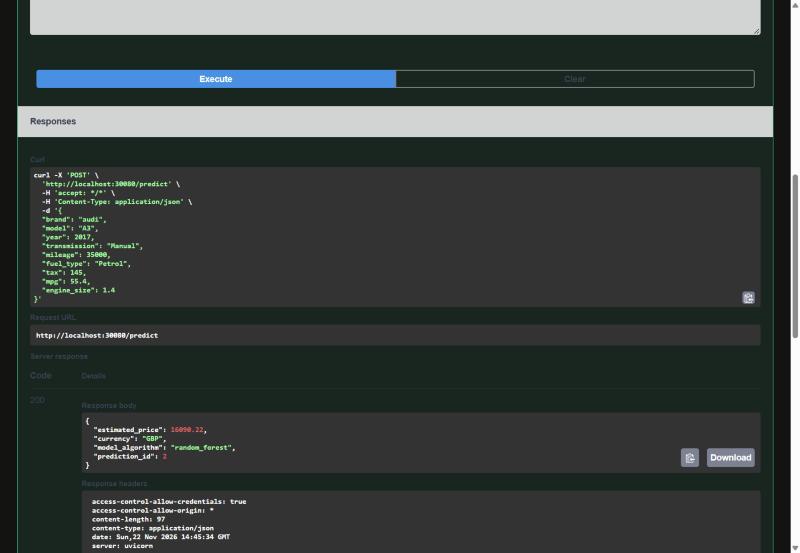 Execute
Clear
Responses
Curl
curl -X 'POST' \
'http://localhost:30080/predict' \
-H 'accept: */*' \
-H 'Content-Type: application/json' \
-d '{
"brand": "audi",
"model": "A3",
"year": 2017,
"transmission": "Manual",
"mileage": 35000,
"fuel_type": "Petrol",
"tax": 145,
"mpg": 55.4,
"engine_size": 1.4
}'
Request URL
http://localhost:30080/predict
Server response
Code Details
200
Response body
{
"estimated_price": 16090.22,
"currency": "GBP",
"model_algorithm": "random_forest",
"prediction_id": 2
}
Download
Response headers
access-control-allow-credentials: true
access-control-allow-origin: *
content-length: 97
content-type: application/json
date: Sun,22 Nov 2026 14:45:34 GMT
server: uvicorn